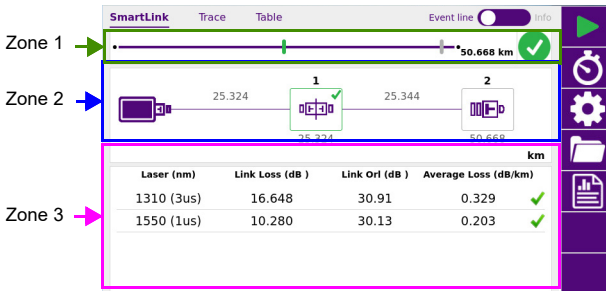 SmartLink Trace Table Event line Info
Zone 1
50.668 km
Zone 2
1 2
25.324 25.344
25.324 50.668
km
Zone 3
Laser (nm) Link Loss (dB ) Link Orl (dB ) Average Loss (dB/km)
1310 (3us) 16.648 30.91 0.329
1550 (1us) 10.280 30.13 0.203